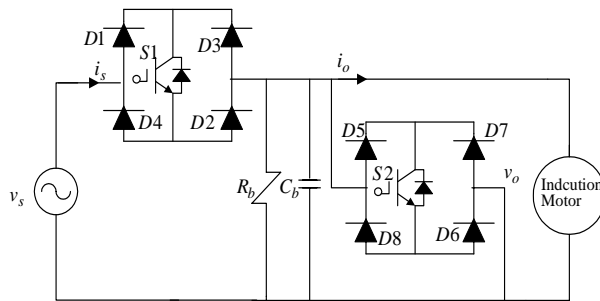 D1
S1
D3
i_s
i_o
D4
D2
D5
D7
v_s
R_b
C_b
S2
v_o
Indcution
Motor
D8
D6